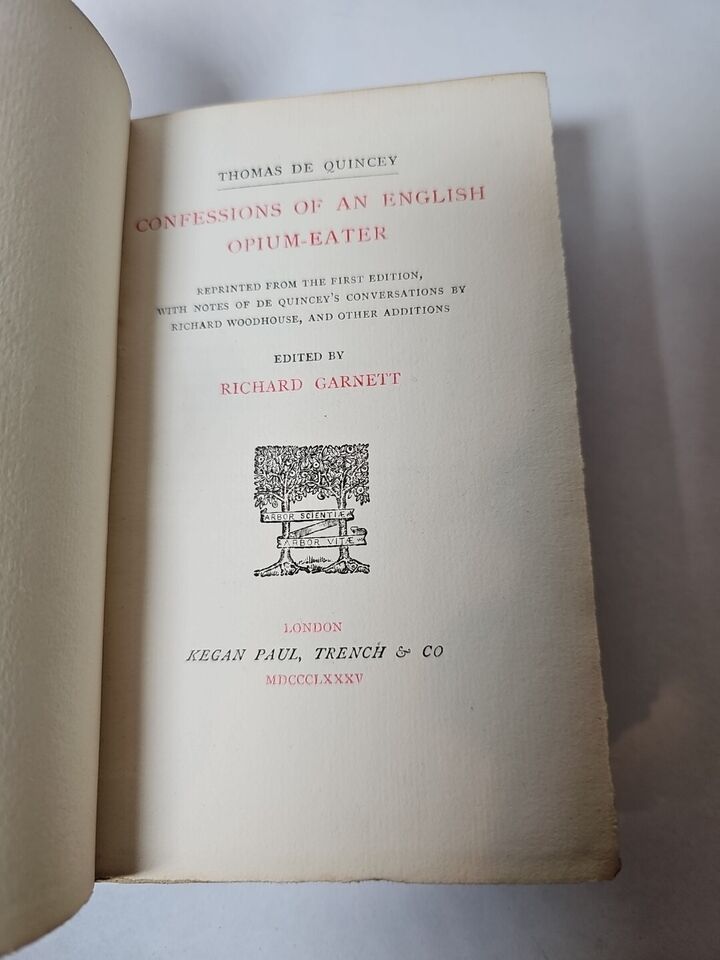 THOMAS DE QUINCEY
CONFESSIONS OF AN ENGLISH
OPIUM-EATER
REPRINTED FROM THE FIRST EDITION,
WITH NOTES OF DE QUINCEY'S CONVERSATIONS BY
RICHARD WOODHOUSE, AND OTHER ADDITIONS
EDITED BY
RICHARD GARNETT
ARBOR SCIENTIÆ
ARBOR VITÆ
LONDON
KEGAN PAUL, TRENCH & CO
MDCCCLXXXV